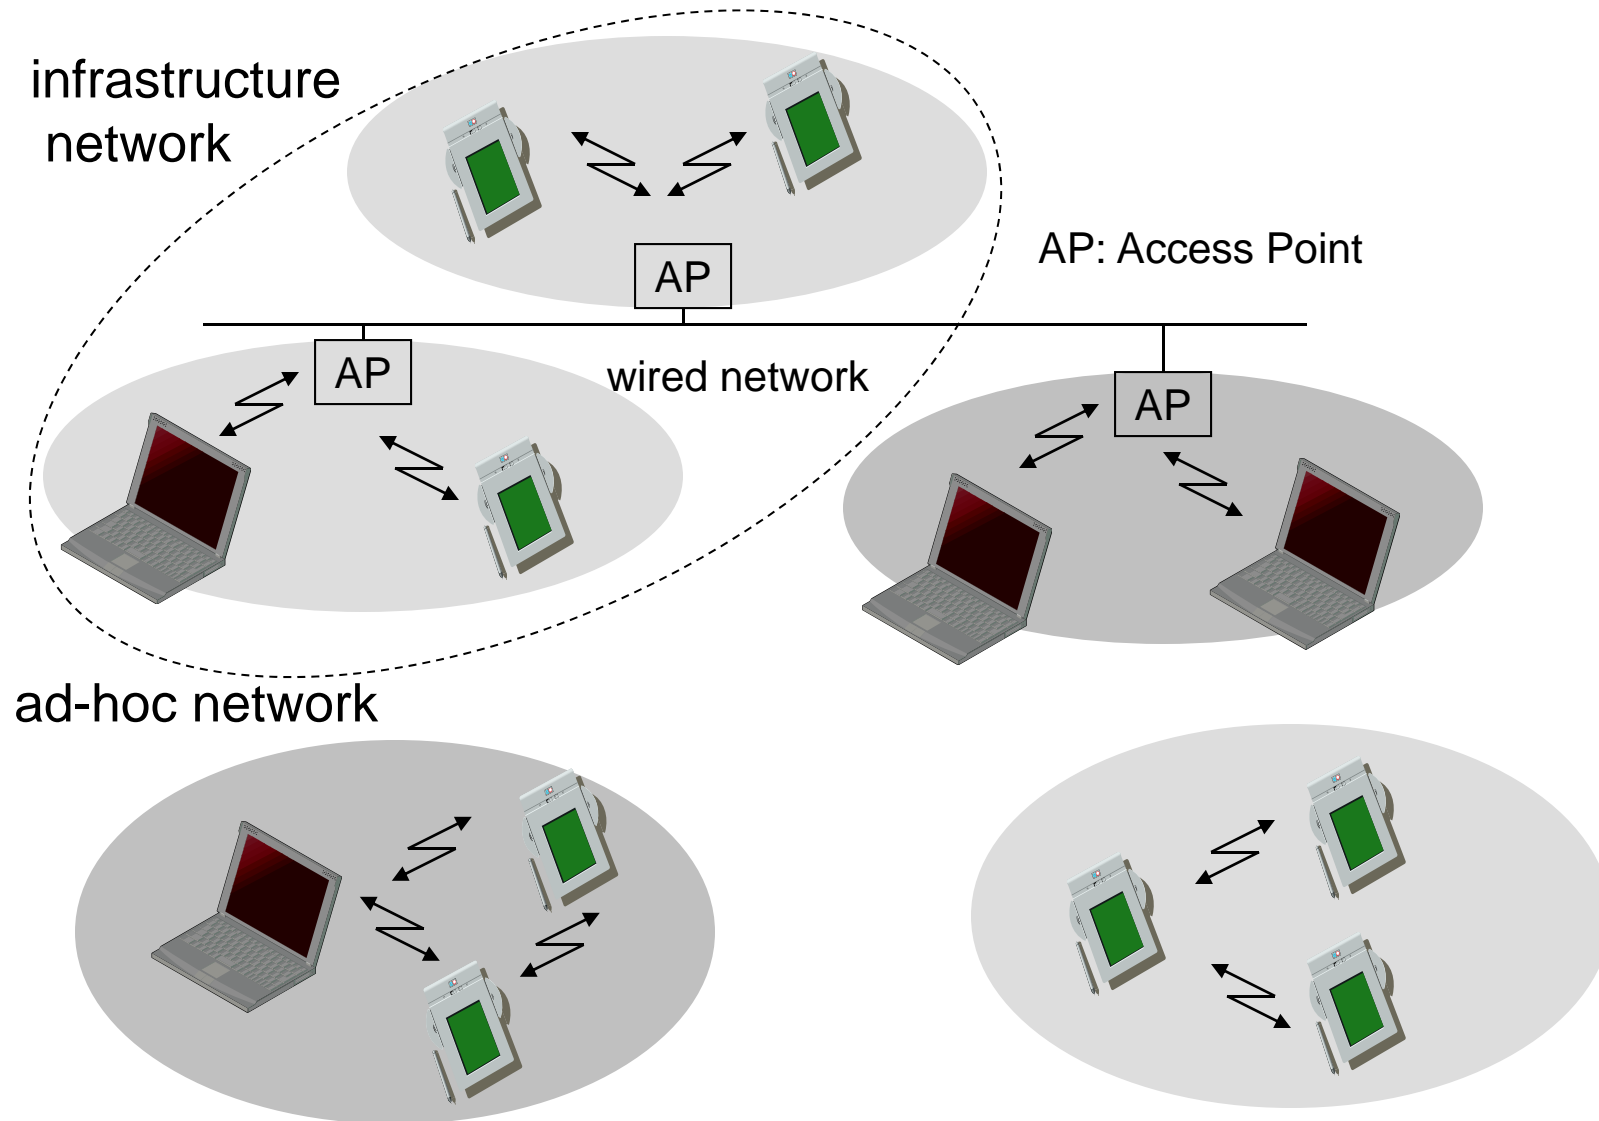 infrastructure
network
AP: Access Point
AP
AP
wired network
AP
ad-hoc network